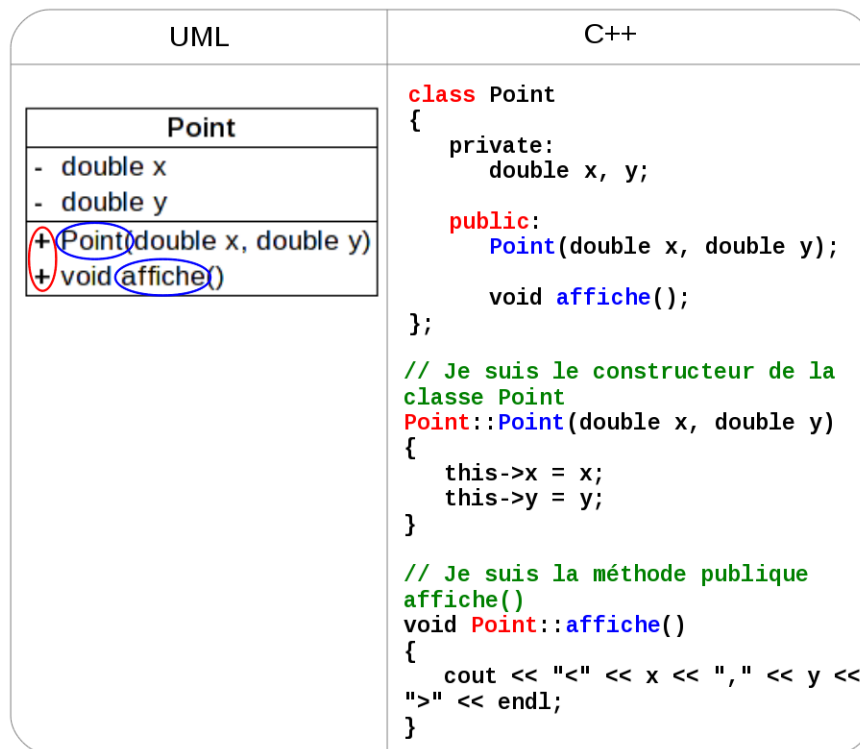 UML
Point
- double x
- double y
+ Point(double x, double y)
+ void affiche()
C++
class Point
{
private:
double x, y;
public:
Point(double x, double y);
void affiche();
};
// Je suis le constructeur de la
classe Point
Point::Point(double x, double y)
{
this->x = x;
this->y = y;
}
// Je suis la méthode publique
affiche()
void Point::affiche()
{
cout << "<" << x << "," << y <<
">" << endl;
}